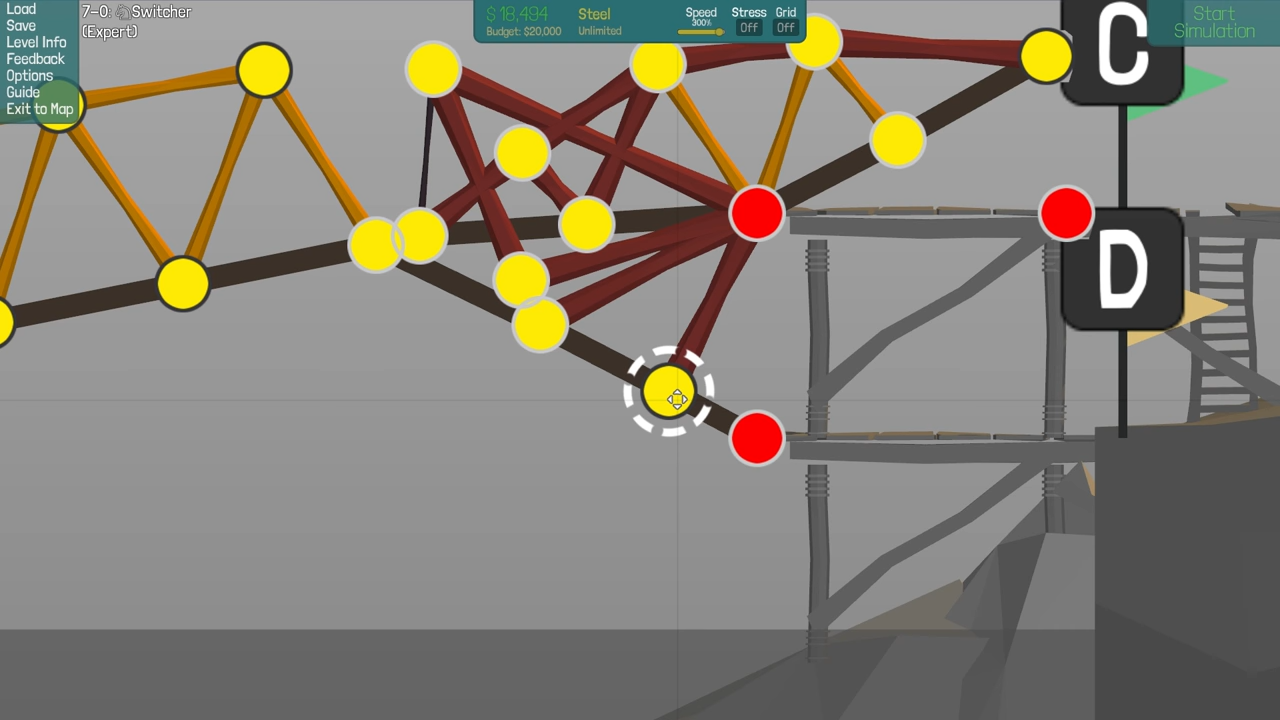 Load
Save
Level Info
Feedback
Options
Guide
Exit to Map
7-0: Switcher
(Expert)
$ 18,494
Budget: $20,000
Steel
Unlimited
Speed
300%
Stress
Off
Grid
Off
Start
Simulation
C
D